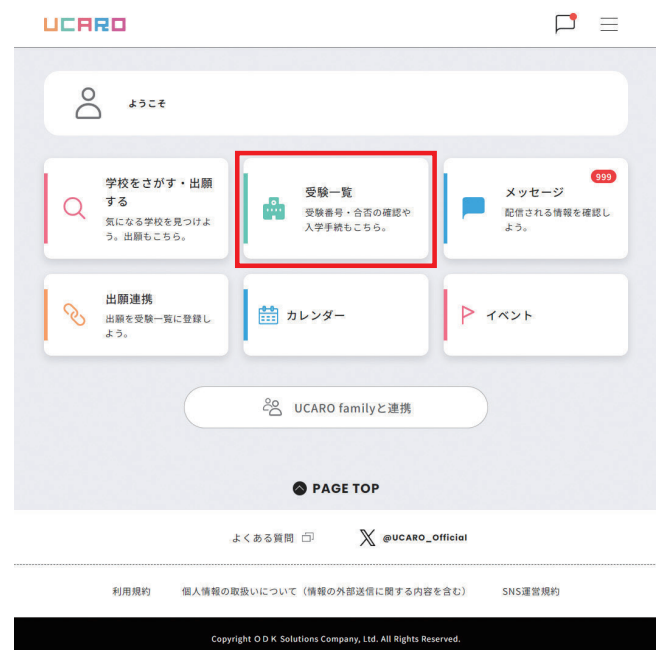 UCARO
ようこそ
学校をさがす・出願
する
気になる学校を見つけよ
う。出願もこちら。
受験一覧
受験番号・合否の確認や
入学手続もこちら。
999
メッセージ
配信される情報を確認し
よう。
出願連携
出願を受験一覧に登録し
よう。
カレンダー
イベント
UCARO familyと連携
PAGE TOP
よくある質問
@UCARO_Official
利用規約
個人情報の取扱いについて（情報の外部送信に関する内容を含む）
SNS運営規約
Copyright O D K Solutions Company, Ltd. All Rights Reserved.